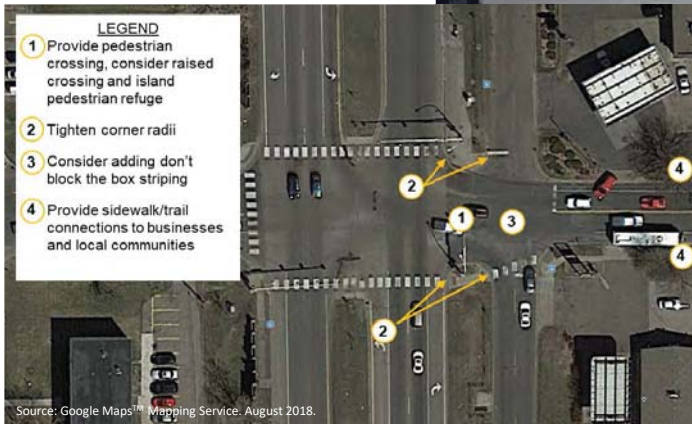 LEGEND
1 Provide pedestrian
crossing, consider raised
crossing and island
pedestrian refuge
2 Tighten corner radii
3 Consider adding don't
block the box striping
4 Provide sidewalk/trail
connections to businesses
and local communities
4
2
1
3
4
2
Source: Google Maps™ Mapping Service. August 2018.